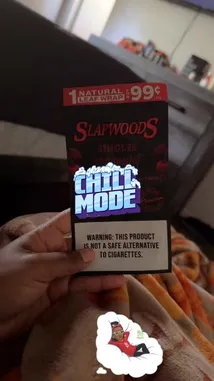 1 NATURAL
LEAF WRAP 99¢
SLAPWOODS
SINGLES
CHILL
MODE
WARNING: THIS PRODUCT
IS NOT A SAFE ALTERNATIVE
TO CIGARETTES.